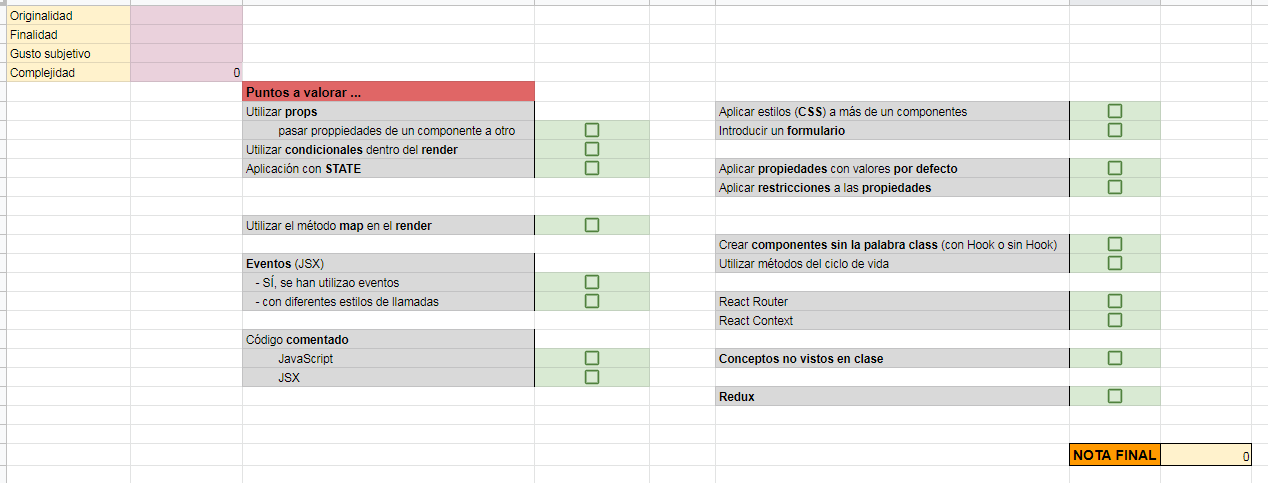 Originalidad
Finalidad
Gusto subjetivo
Complejidad 0
Puntos a valorar ...
Utilizar props
pasar proppiedades de un componente a otro
Utilizar condicionales dentro del render
Aplicación con STATE
Utilizar el método map en el render
Eventos (JSX)
- SÍ, se han utilizao eventos
- con diferentes estilos de llamadas
Código comentado
JavaScript
JSX
Aplicar estilos (CSS) a más de un componentes
Introducir un formulario
Aplicar propiedades con valores por defecto
Aplicar restricciones a las propiedades
Crear componentes sin la palabra class (con Hook o sin Hook)
Utilizar métodos del ciclo de vida
React Router
React Context
Conceptos no vistos en clase
Redux
NOTA FINAL 0